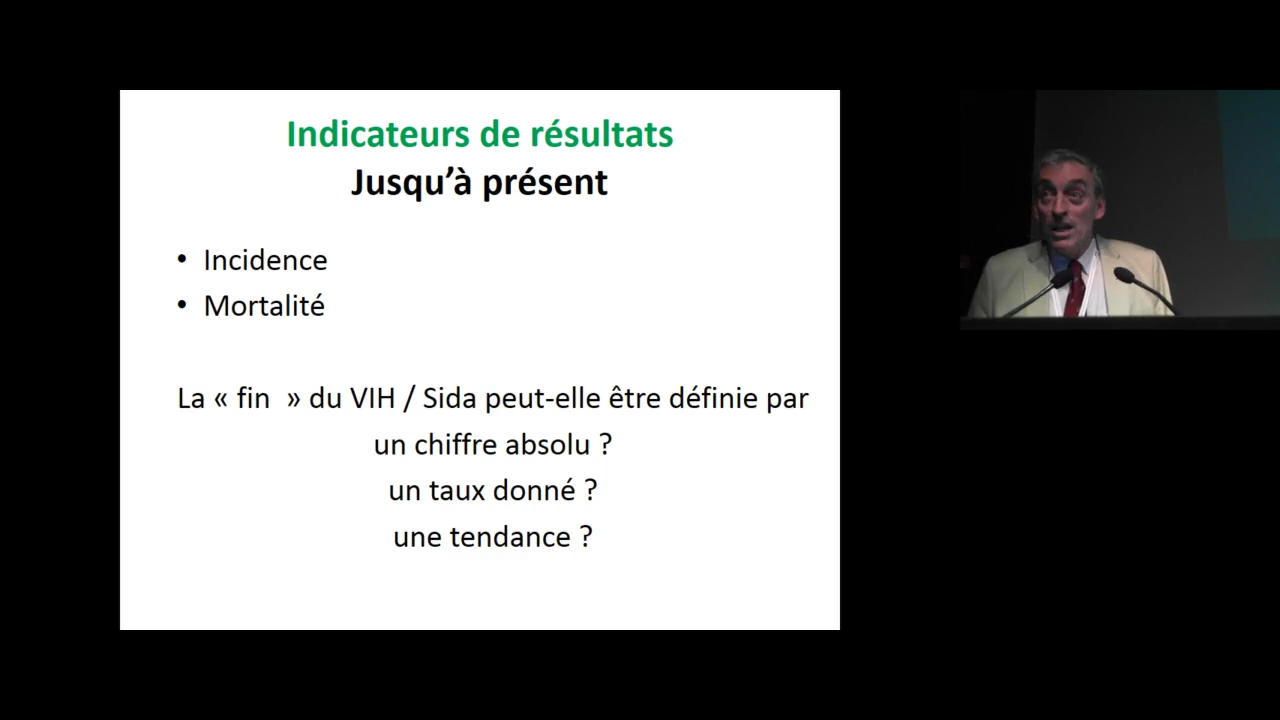 Indicateurs de résultats
Jusqu’à présent
• Incidence
• Mortalité
La « fin  » du VIH / Sida peut-elle être définie par
un chiffre absolu ?
un taux donné ?
une tendance ?